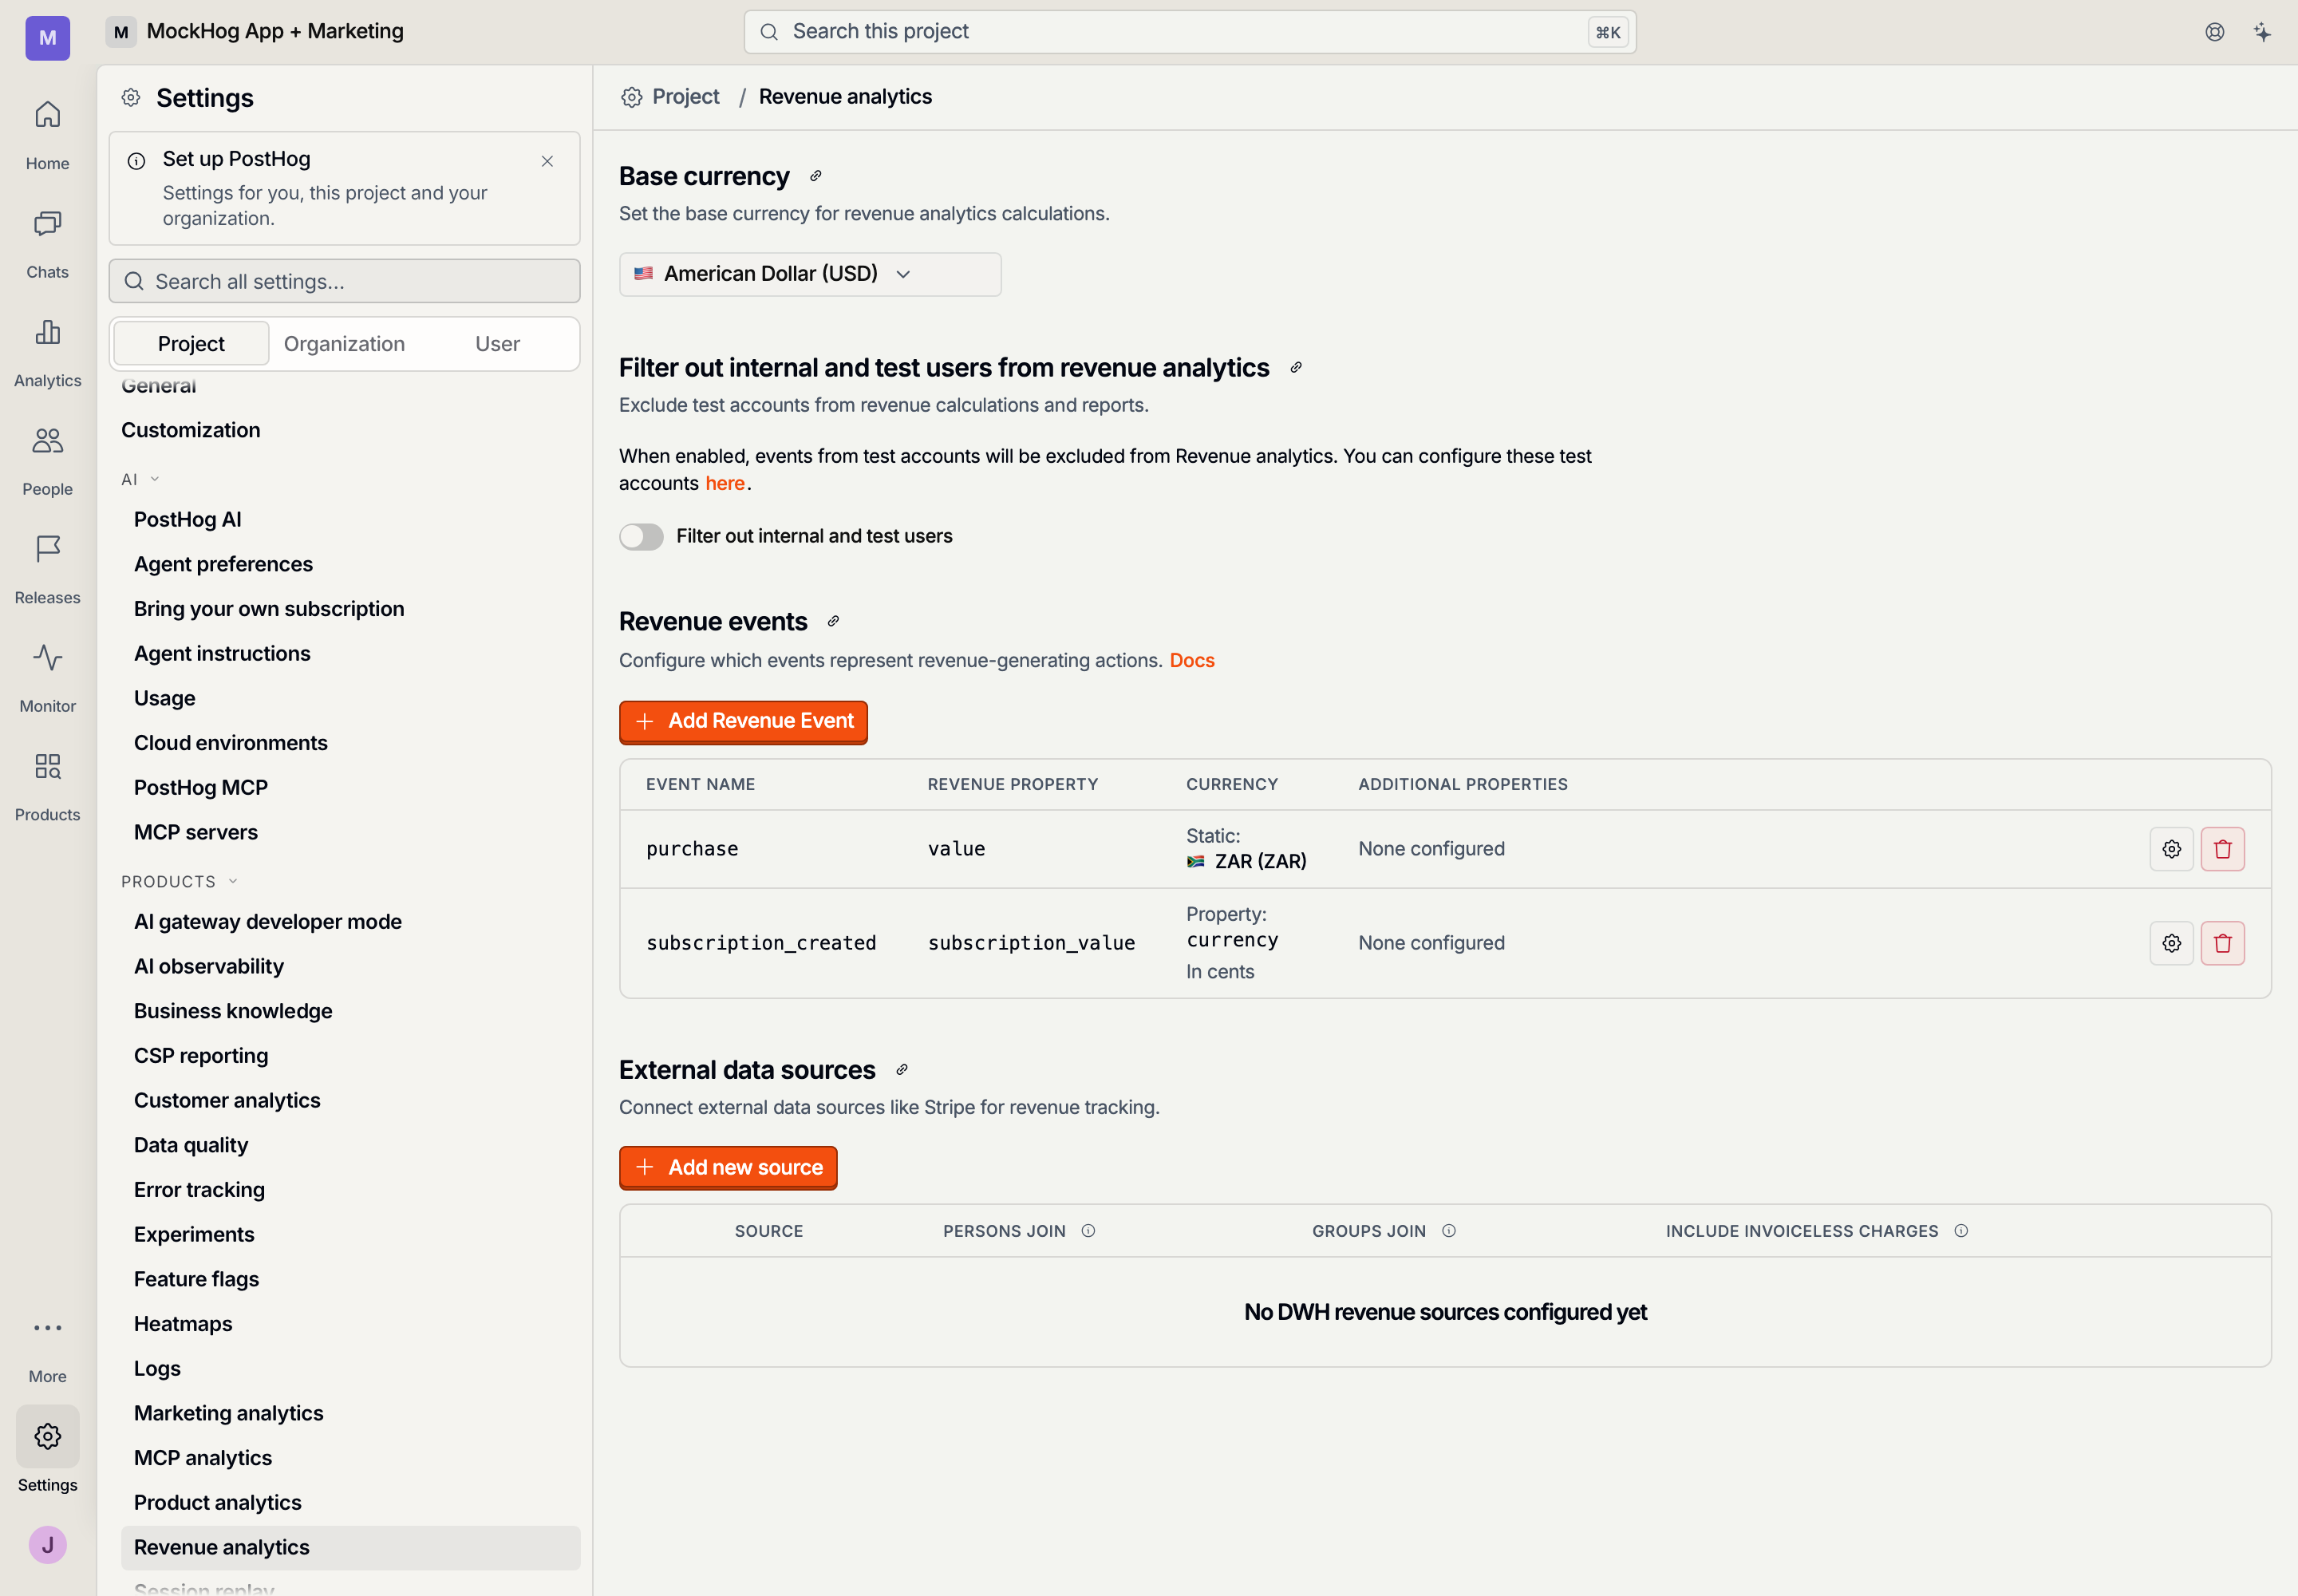 M
M MockHog App + Marketing
Search this project
⌘K
Home
Chats
Analytics
People
Releases
Monitor
Products
More
Settings
J
Settings
Set up PostHog
Settings for you, this project and your
organization.
Search all settings...
Project Organization User
General
Customization
AI
PostHog AI
Agent preferences
Bring your own subscription
Agent instructions
Usage
Cloud environments
PostHog MCP
MCP servers
PRODUCTS
AI gateway developer mode
AI observability
Business knowledge
CSP reporting
Customer analytics
Data quality
Error tracking
Experiments
Feature flags
Heatmaps
Logs
Marketing analytics
MCP analytics
Product analytics
Revenue analytics
Session replay
Project / Revenue analytics
Base currency
Set the base currency for revenue analytics calculations.
American Dollar (USD)
Filter out internal and test users from revenue analytics
Exclude test accounts from revenue calculations and reports.
When enabled, events from test accounts will be excluded from Revenue analytics. You can configure these test
accounts here.
Filter out internal and test users
Revenue events
Configure which events represent revenue-generating actions. Docs
Add Revenue Event
EVENT NAME REVENUE PROPERTY CURRENCY ADDITIONAL PROPERTIES
purchase value Static: None configured
ZAR (ZAR)
subscription_created subscription_value Property: None configured
currency
In cents
External data sources
Connect external data sources like Stripe for revenue tracking.
Add new source
SOURCE PERSONS JOIN GROUPS JOIN INCLUDE INVOICELESS CHARGES
No DWH revenue sources configured yet